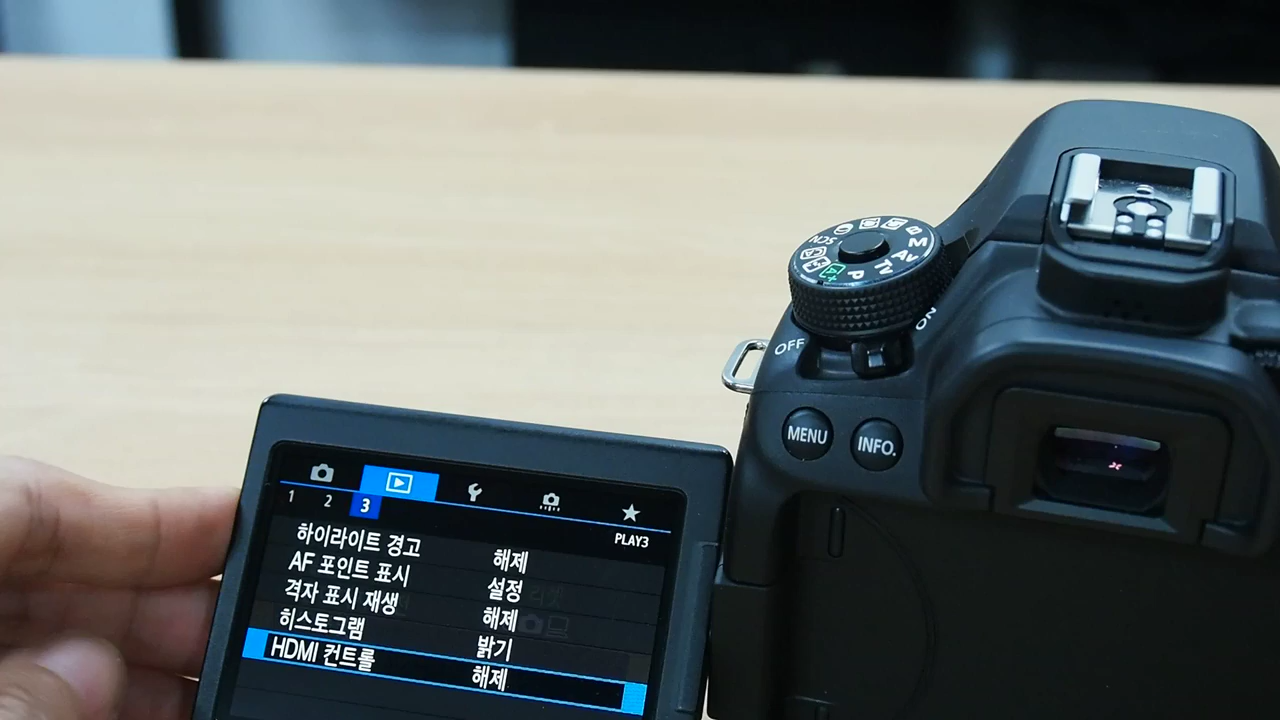 SCN
M
Av
Tv
P
OFF
ON
MENU
INFO.
1 2 3
PLAY3
하이라이트 경고 해제
AF 포인트 표시 설정
격자 표시 재생 해제
히스토그램 밝기
HDMI 컨트롤 해제